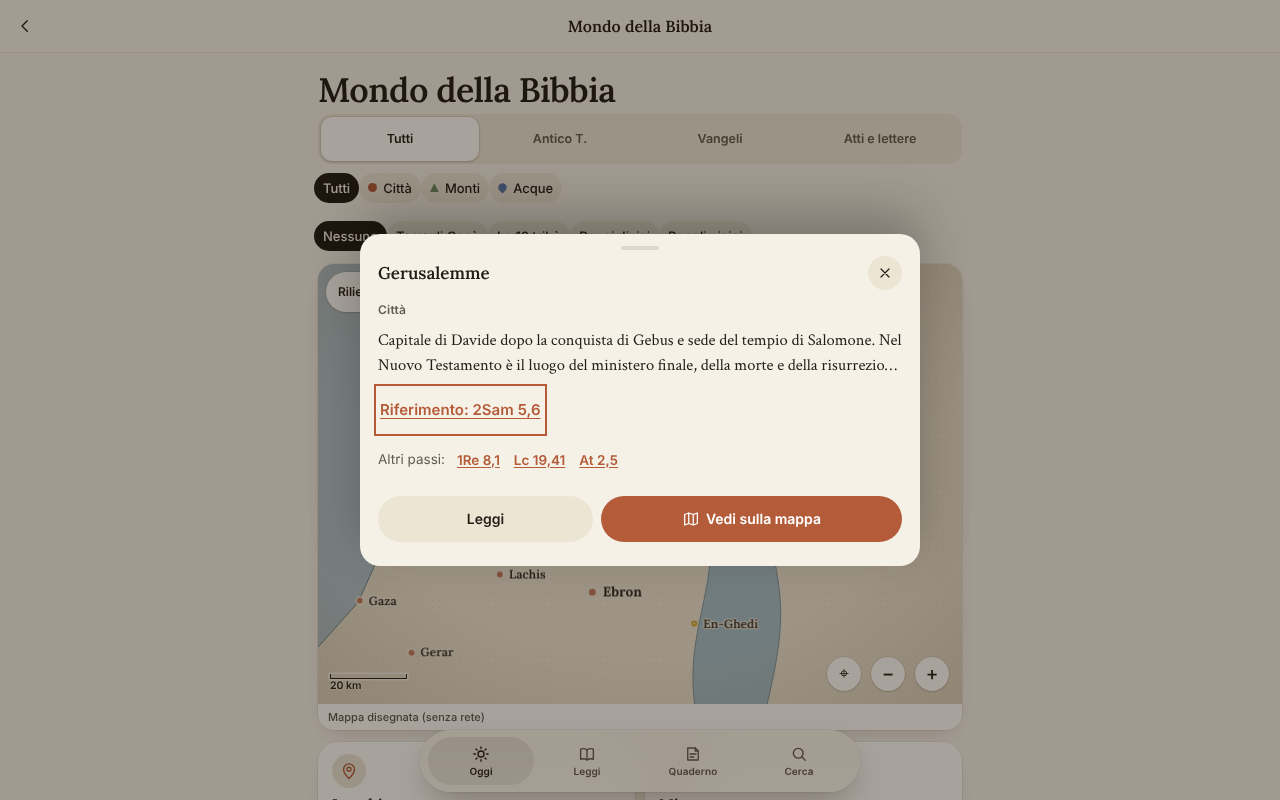 Mondo della Bibbia
Mondo della Bibbia
Tutti Antico T. Vangeli Atti e lettere
Tutti Città Monti Acque
Gerusalemme
Città
Capitale di Davide dopo la conquista di Gebus e sede del tempio di Salomone. Nel
Nuovo Testamento è il luogo del ministero finale, della morte e della risurrezio…
Riferimento: 2Sam 5,6
Altri passi: 1Re 8,1 Lc 19,41 At 2,5
Leggi Vedi sulla mappa
Lachis
Ebron
Gaza
En-Ghedi
Gerar
20 km
Mappa disegnata (senza rete)
Oggi Leggi Quaderno Cerca